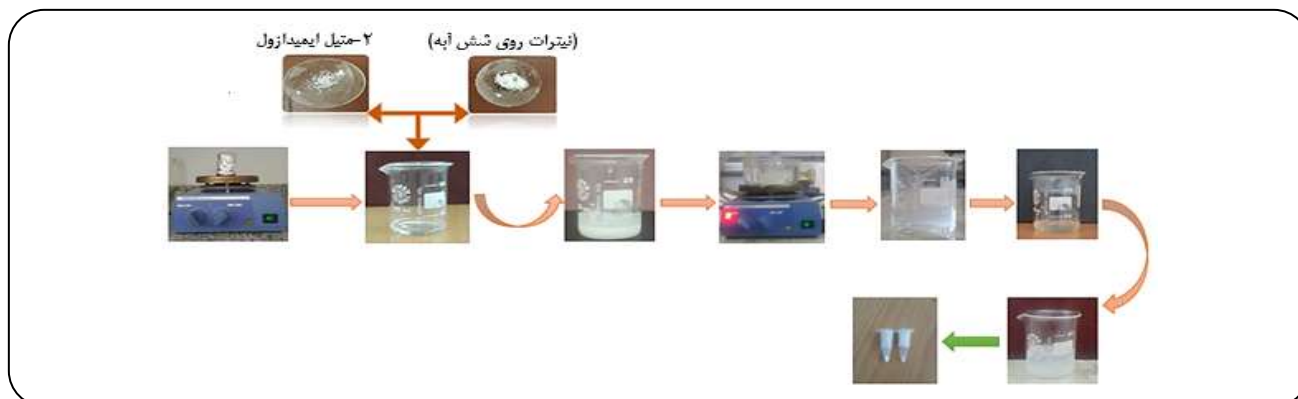 ۲-متیل ایمیدازول
(نیترات روی شش آبه)